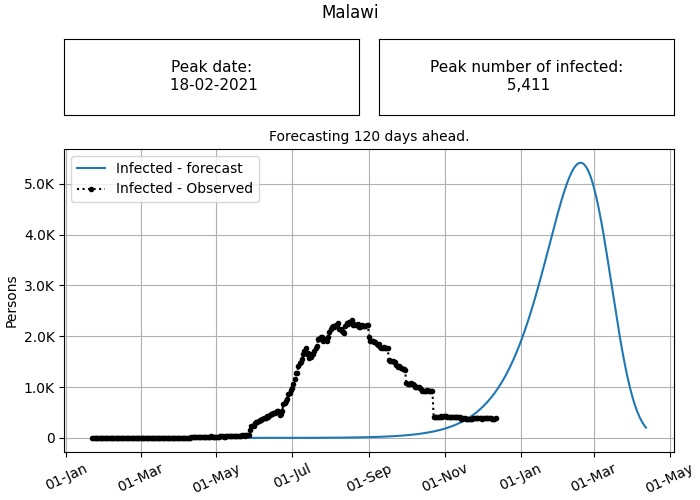 Malawi
Peak date:
18-02-2021
Peak number of infected:
5,411
Forecasting 120 days ahead.
Infected - forecast
Infected - Observed
5.0K
4.0K
3.0K
2.0K
1.0K
0
Persons
01-Jan
01-Mar
01-May
01-Jul
01-Sep
01-Nov
01-Jan
01-Mar
01-May